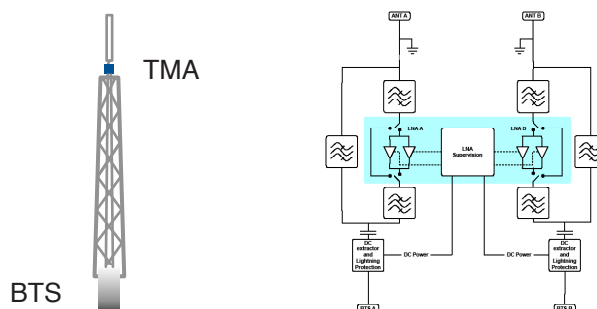 TMA
BTS
ANT A
ANT B
LNA A
LNA D
LNA
Supervision
DC
extractor
and
Lightning
Protection
DC Power
DC Power
DC
extractor
and
Lightning
Protection
BTS A
BTS B